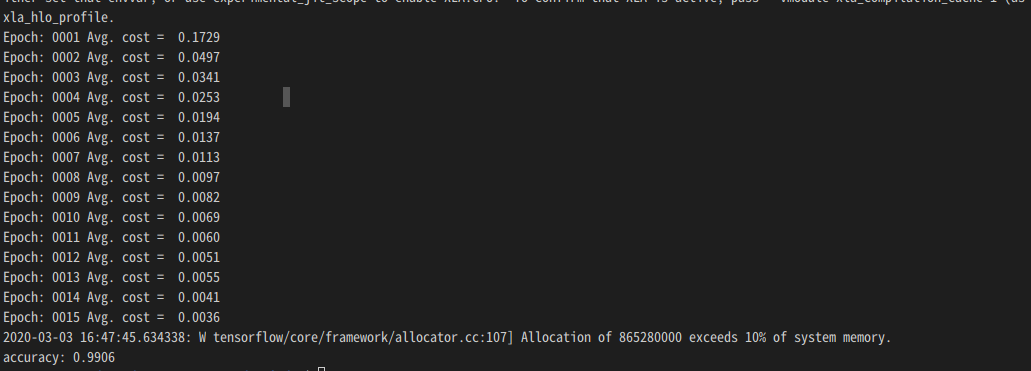 xla_hlo_profile.
Epoch: 0001 Avg. cost =  0.1729
Epoch: 0002 Avg. cost =  0.0497
Epoch: 0003 Avg. cost =  0.0341
Epoch: 0004 Avg. cost =  0.0253
Epoch: 0005 Avg. cost =  0.0194
Epoch: 0006 Avg. cost =  0.0137
Epoch: 0007 Avg. cost =  0.0113
Epoch: 0008 Avg. cost =  0.0097
Epoch: 0009 Avg. cost =  0.0082
Epoch: 0010 Avg. cost =  0.0069
Epoch: 0011 Avg. cost =  0.0060
Epoch: 0012 Avg. cost =  0.0051
Epoch: 0013 Avg. cost =  0.0055
Epoch: 0014 Avg. cost =  0.0041
Epoch: 0015 Avg. cost =  0.0036
2020-03-03 16:47:45.634338: W tensorflow/core/framework/allocator.cc:107] Allocation of 865280000 exceeds 10% of system memory.
accuracy: 0.9906